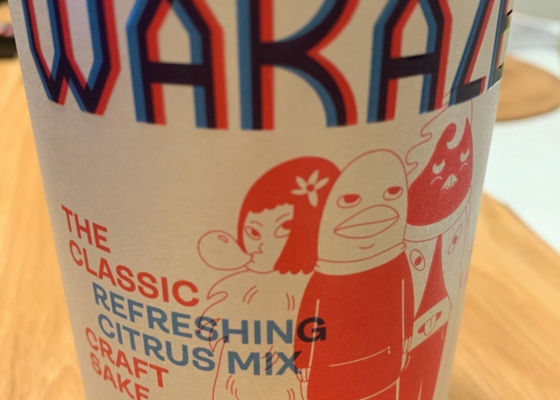 WAKAZE
THE
CLASSIC
REFRESHING
CITRUS MIX
CRAFT
SAKE